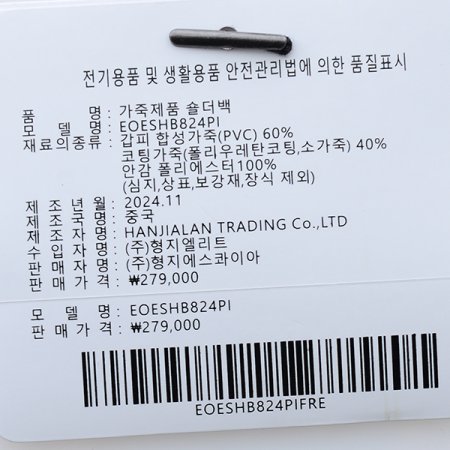 전기용품 및 생활용품 안전관리법에 의한 품질표시
품 명 : 가죽제품 숄더백
모 델 명 : EOESHB824PI
재료의종류 : 갑피 합성가죽(PVC) 60%
코팅가죽(폴리우레탄코팅,소가죽) 40%
안감 폴리에스터100%
(심지,상표,보강재,장식 제외)
제 조 년 월 : 2024.11
제 조 국 명 : 중국
제 조 자 명 : HANJIALAN TRADING Co.,LTD
수 입 자 명 : (주)형지엘리트
판 매 자 명 : (주)형지에스콰이아
판 매 가 격 : ₩279,000
모 델 명 : EOESHB824PI
판 매 가 격 : ₩279,000
EOESHB824PIFRE